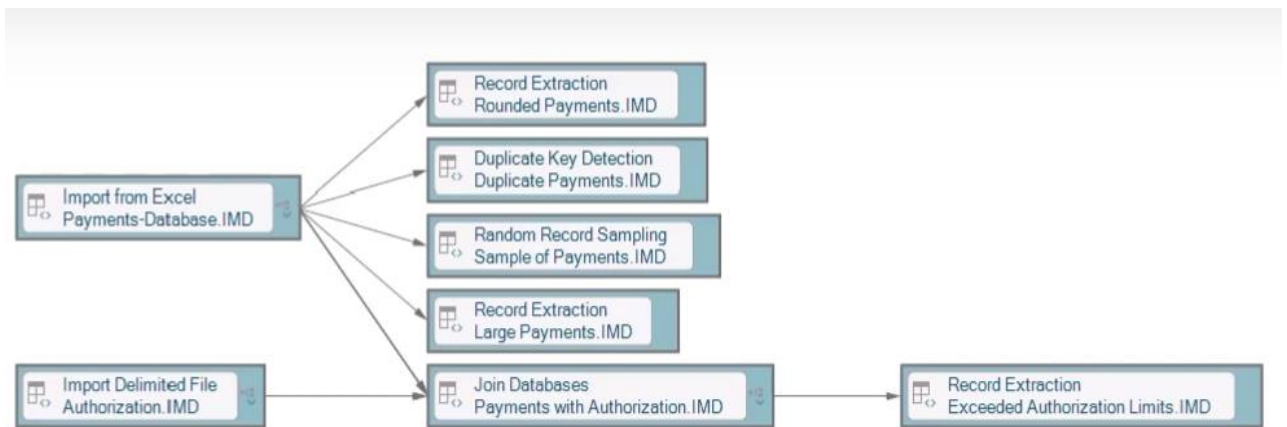 Record Extraction
Rounded Payments.IMD
Duplicate Key Detection
Duplicate Payments.IMD
Import from Excel
Payments-Database.IMD
Random Record Sampling
Sample of Payments.IMD
Record Extraction
Large Payments.IMD
Import Delimited File
Authorization.IMD
Join Databases
Payments with Authorization.IMD
Record Extraction
Exceeded Authorization Limits.IMD